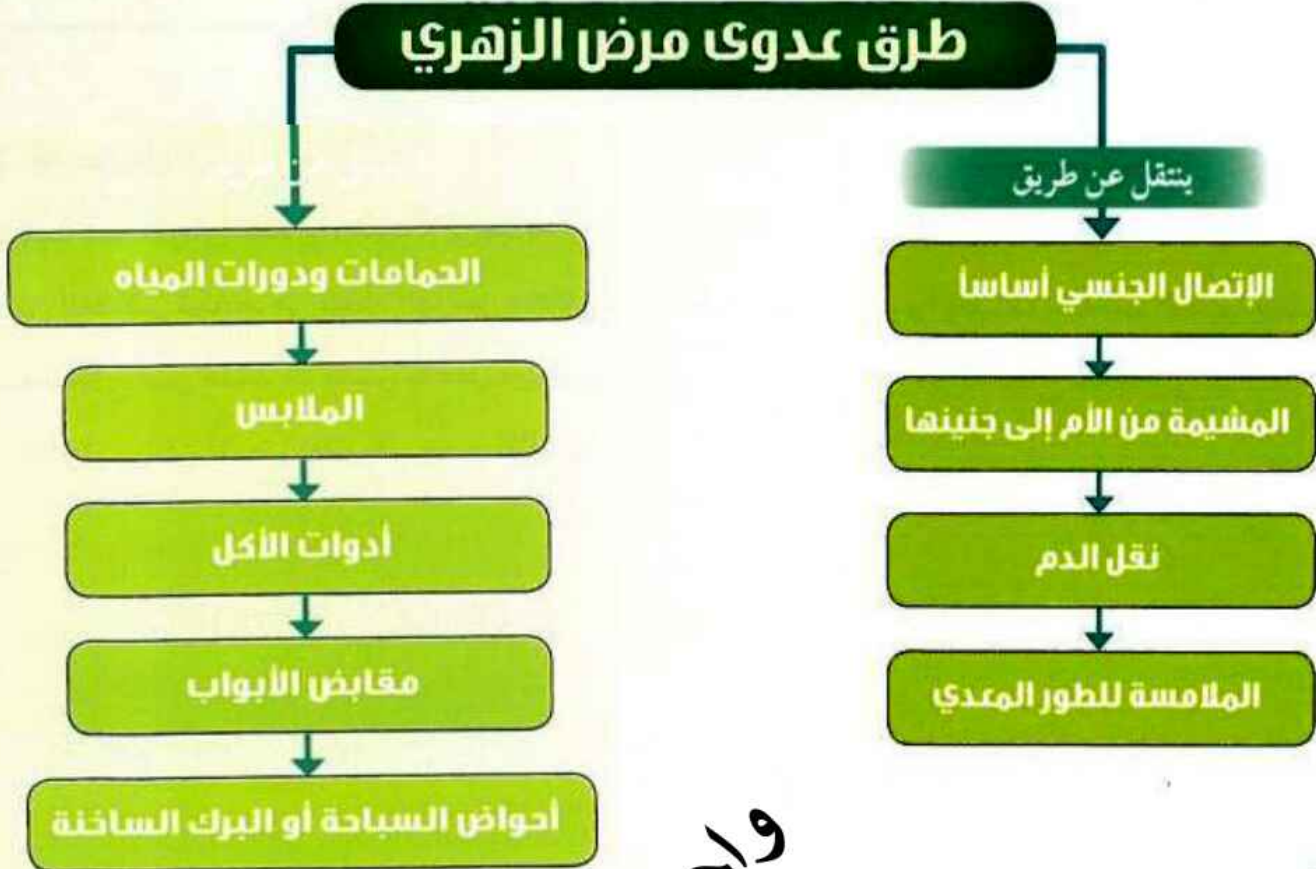 طرق عدوى مرض الزهري
ينتقل عن طريق
الإتصال الجنسي أساساً
المشيمة من الأم إلى جنينها
نقل الدم
الملامسة للطور المعدي
الحمامات ودورات المياه
الملابس
أدوات الأكل
مقابض الأبواب
أحواض السباحة أو البرك الساخنة